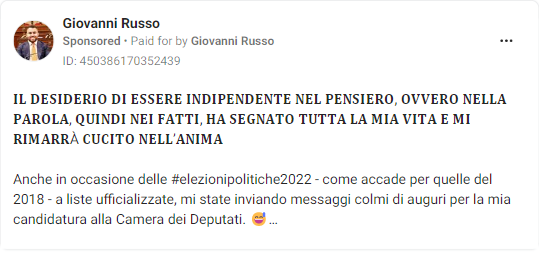 Giovanni Russo
Sponsored • Paid for by Giovanni Russo
ID: 450386170352439
IL DESIDERIO DI ESSERE INDIPENDENTE NEL PENSIERO, OVVERO NELLA
PAROLA, QUINDI NEI FATTI, HA SEGNATO TUTTA LA MIA VITA E MI
RIMARRÀ CUCITO NELL'ANIMA
Anche in occasione delle #elezionipolitiche2022 - come accade per quelle del
2018 - a liste ufficializzate, mi state inviando messaggi colmi di auguri per la mia
candidatura alla Camera dei Deputati. 😅 ...